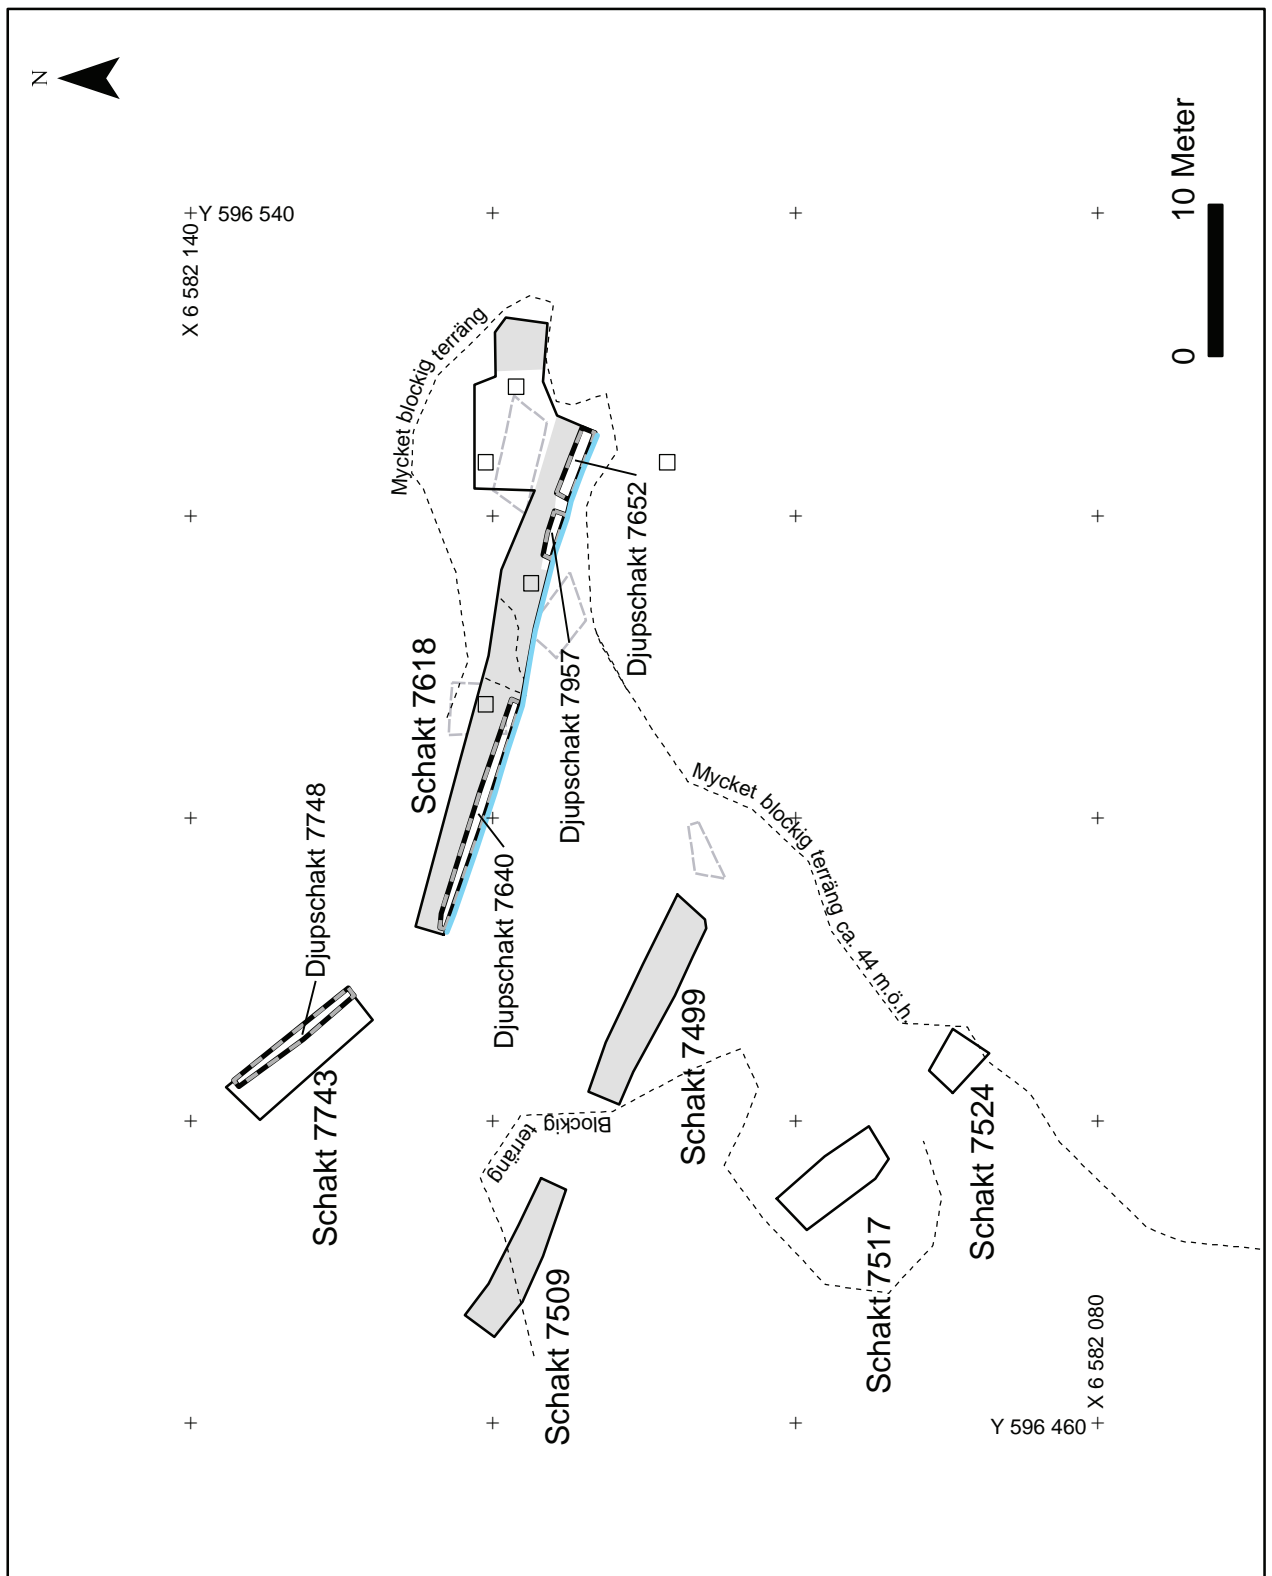 N
X 6 582 140
Y 596 540
10 Meter
0
Mycket blockig terräng
Djupschakt 7652
Schakt 7618
Djupschakt 7957
Djupschakt 7748
Djupschakt 7640
Mycket blockig terräng ca. 44 m.ö.h.
Schakt 7743
Schakt 7499
Blockig
terräng
Schakt 7524
Schakt 7517
Schakt 7509
X 6 582 080
Y 596 460